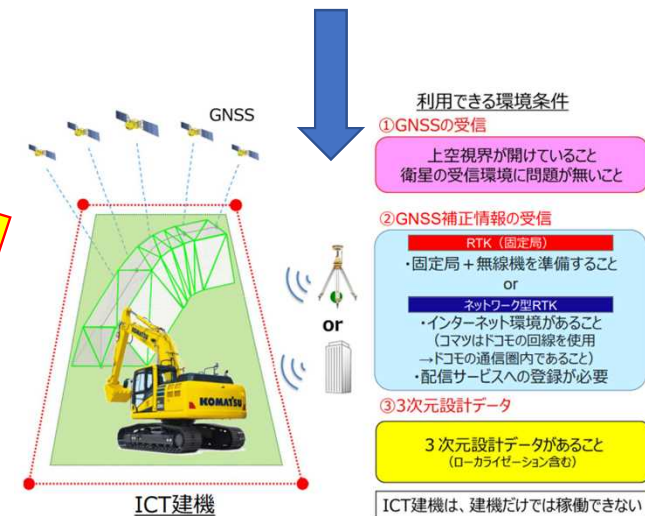 GNSS
利用できる環境条件
①GNSSの受信
上空視界が開けていること
衛星の受信環境に問題が無いこと
②GNSS補正情報の受信
RTK（固定局）
・固定局＋無線機を準備すること
or
ネットワーク型RTK
・インターネット環境があること
（コマツはドコモの回線を使用
→ドコモの通信圏内であること）
・配信サービスへの登録が必要
or
KOMATSU
③3次元設計データ
３次元設計データがあること
（ローカライゼーション含む）
ICT建機
ICT建機は、建機だけでは稼働できない